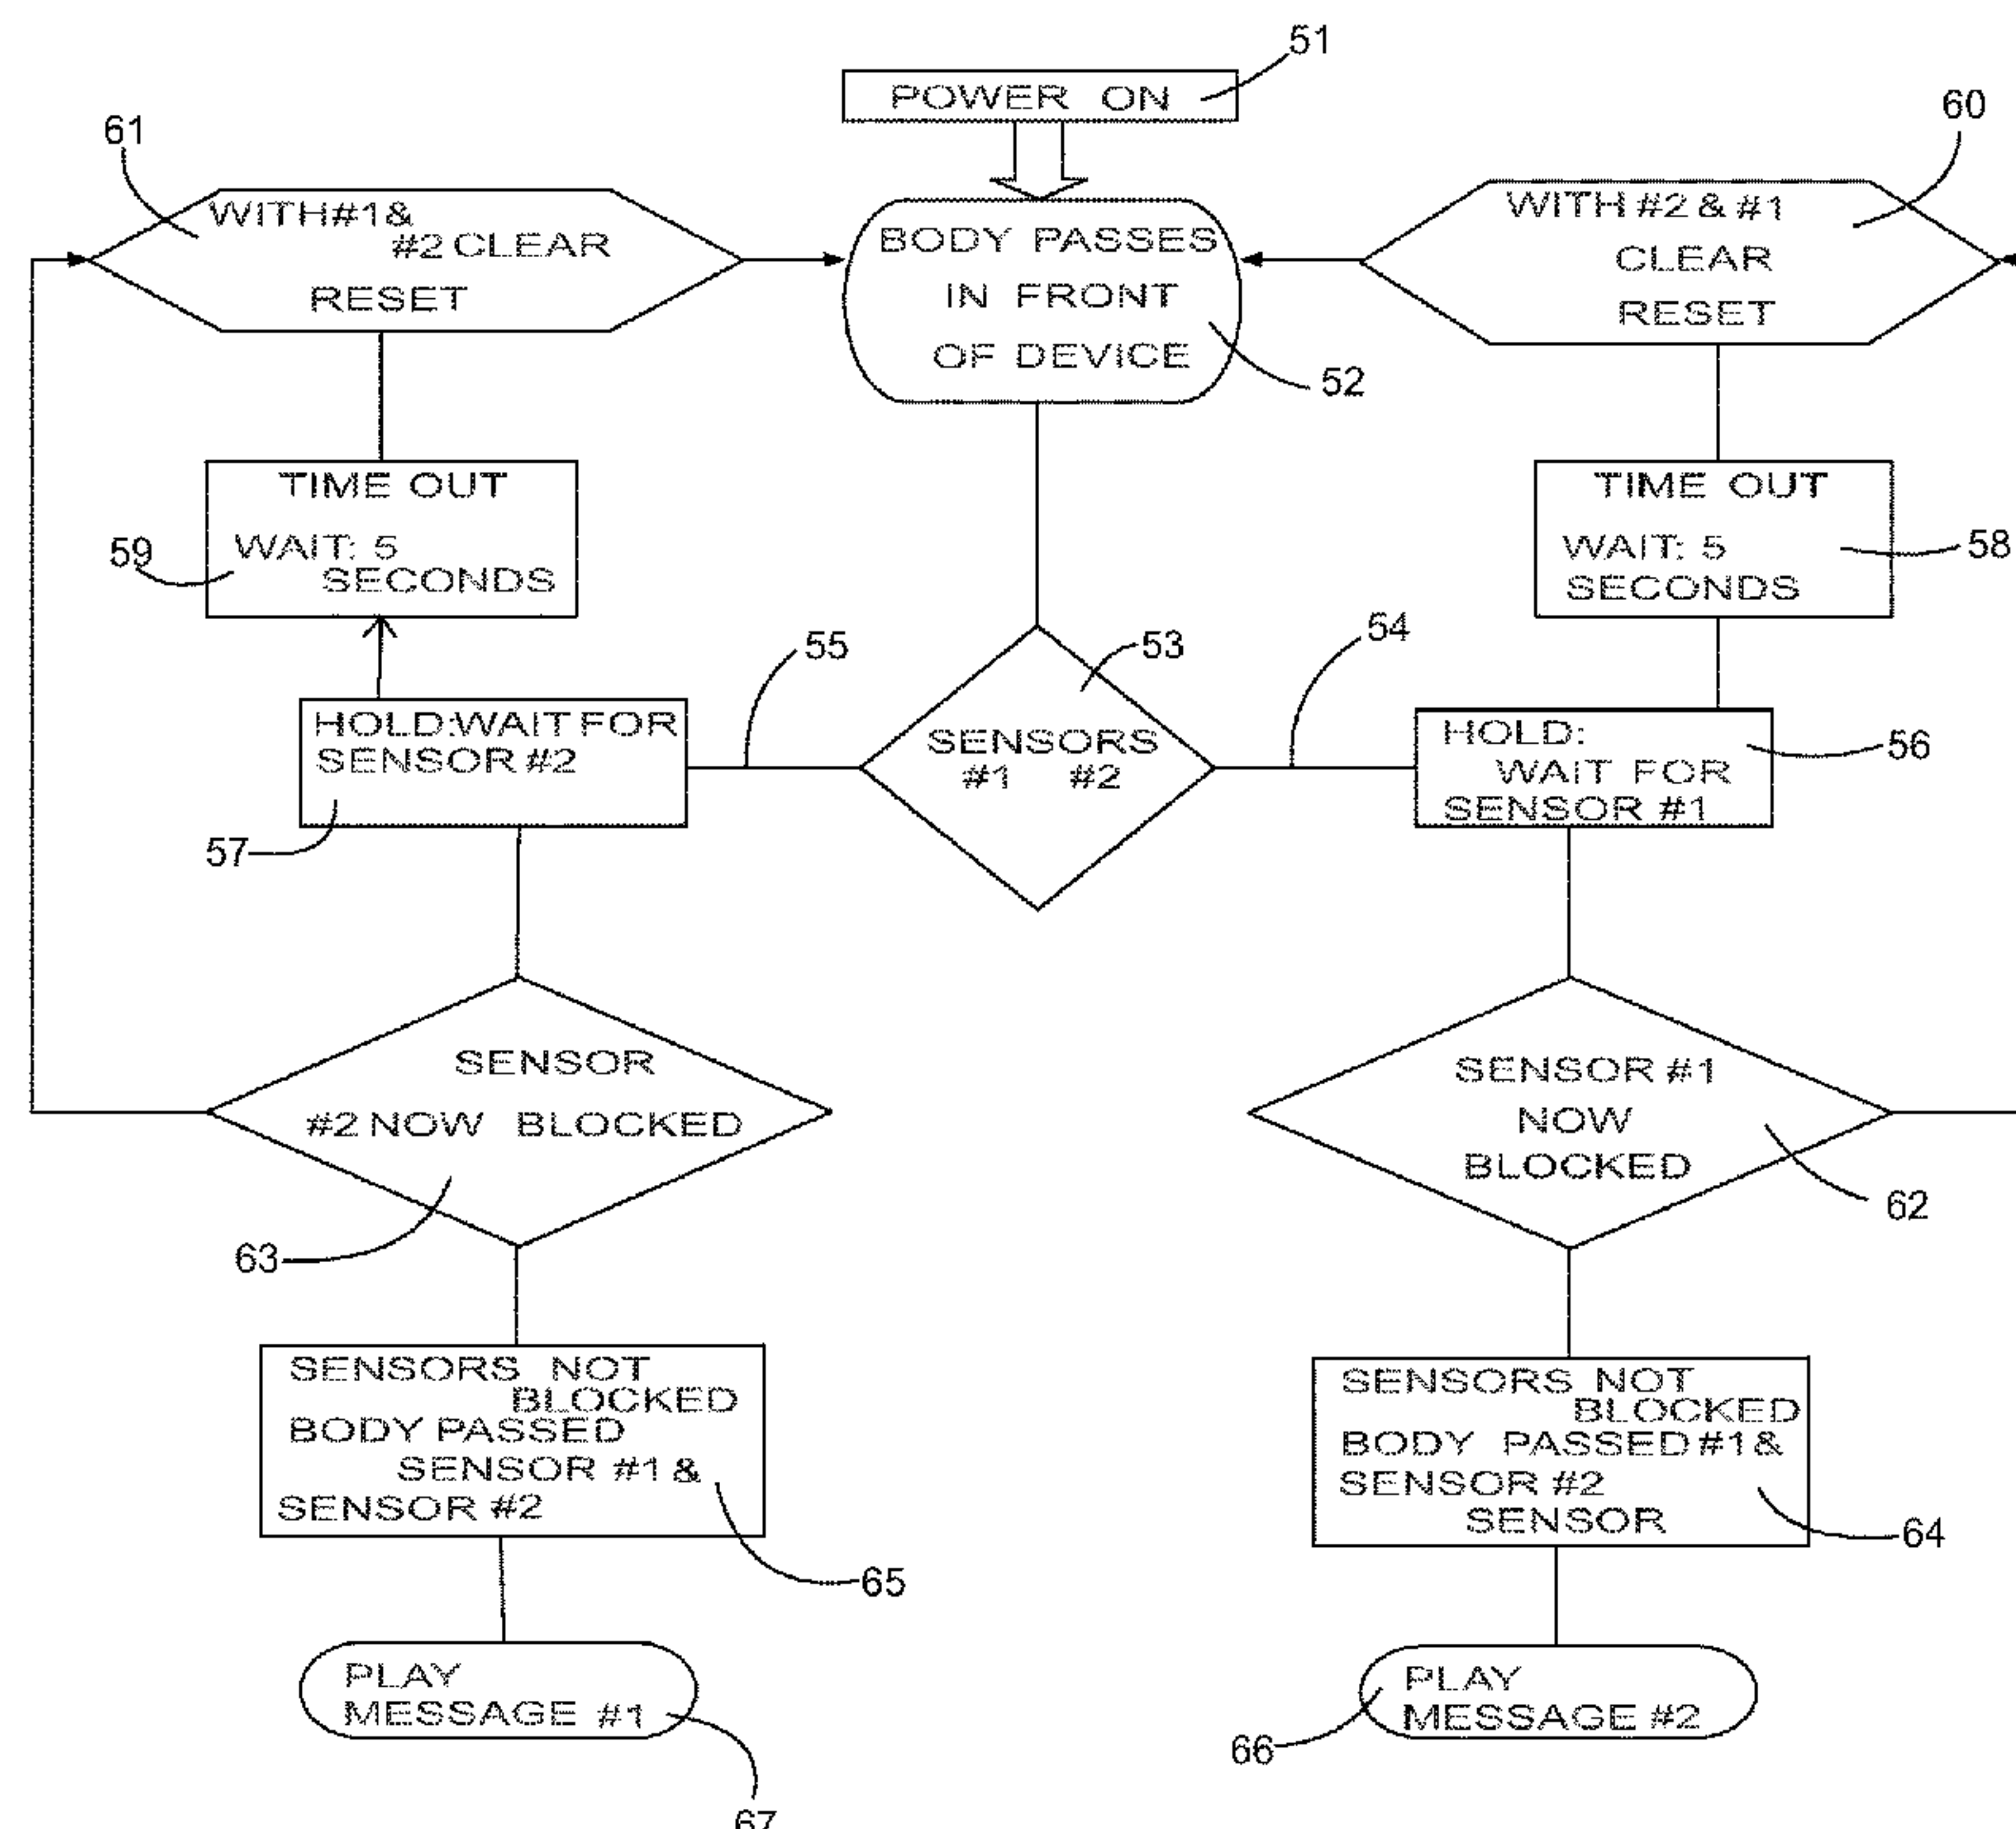 51
POWER ON
60
61
WITH#1&
#2 CLEAR
RESET
BODY PASSES
IN FRONT
OF DEVICE
52
WITH #2 & #1
CLEAR
RESET
TIME OUT
WAIT: 5
SECONDS
59
TIME OUT
WAIT: 5
SECONDS
58
55
53
54
HOLD:WAIT FOR
SENSOR #2
57
SENSORS
#1 #2
HOLD:
WAIT FOR
SENSOR #1
56
SENSOR
#2 NOW BLOCKED
63
SENSOR #1
NOW
BLOCKED
62
SENSORS NOT
BLOCKED
BODY PASSED
SENSOR #1 &
SENSOR #2
65
SENSORS NOT
BLOCKED
BODY PASSED #1 &
SENSOR #2
SENSOR
64
PLAY
MESSAGE #1
67
PLAY
MESSAGE #2
66